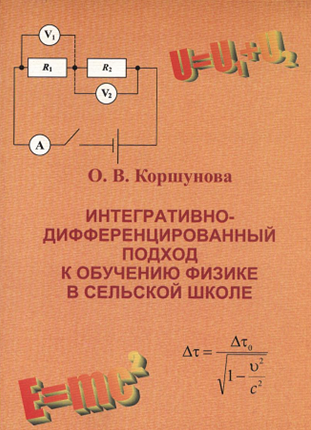 V₁
R₁ R₂
V₂
A
U=U₁+U₂
О. В. Коршунова
ИНТЕГРАТИВНО-
ДИФФЕРЕНЦИРОВАННЫЙ
ПОДХОД
К ОБУЧЕНИЮ ФИЗИКЕ
В СЕЛЬСКОЙ ШКОЛЕ
Δτ = Δτ₀ / √(1 − υ²/c²)
E=mc²